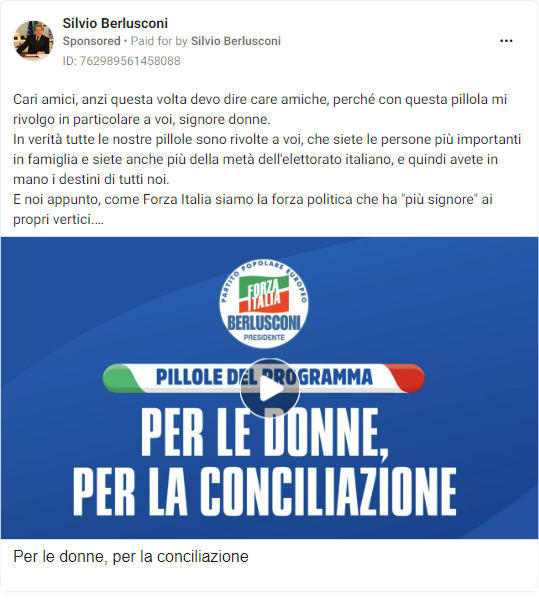 Silvio Berlusconi
Sponsored • Paid for by Silvio Berlusconi
ID: 762989561458088
Cari amici, anzi questa volta devo dire care amiche, perché con questa pillola mi
rivolgo in particolare a voi, signore donne.
In verità tutte le nostre pillole sono rivolte a voi, che siete le persone più importanti
in famiglia e siete anche più della metà dell'elettorato italiano, e quindi avete in
mano i destini di tutti noi.
E noi appunto, come Forza Italia siamo la forza politica che ha "più signore" ai
propri vertici....
PARTITO POPOLARE EUROPEO
FORZA
ITALIA
BERLUSCONI
PRESIDENTE
PILLOLE DEL PROGRAMMA
PER LE DONNE,
PER LA CONCILIAZIONE
Per le donne, per la conciliazione